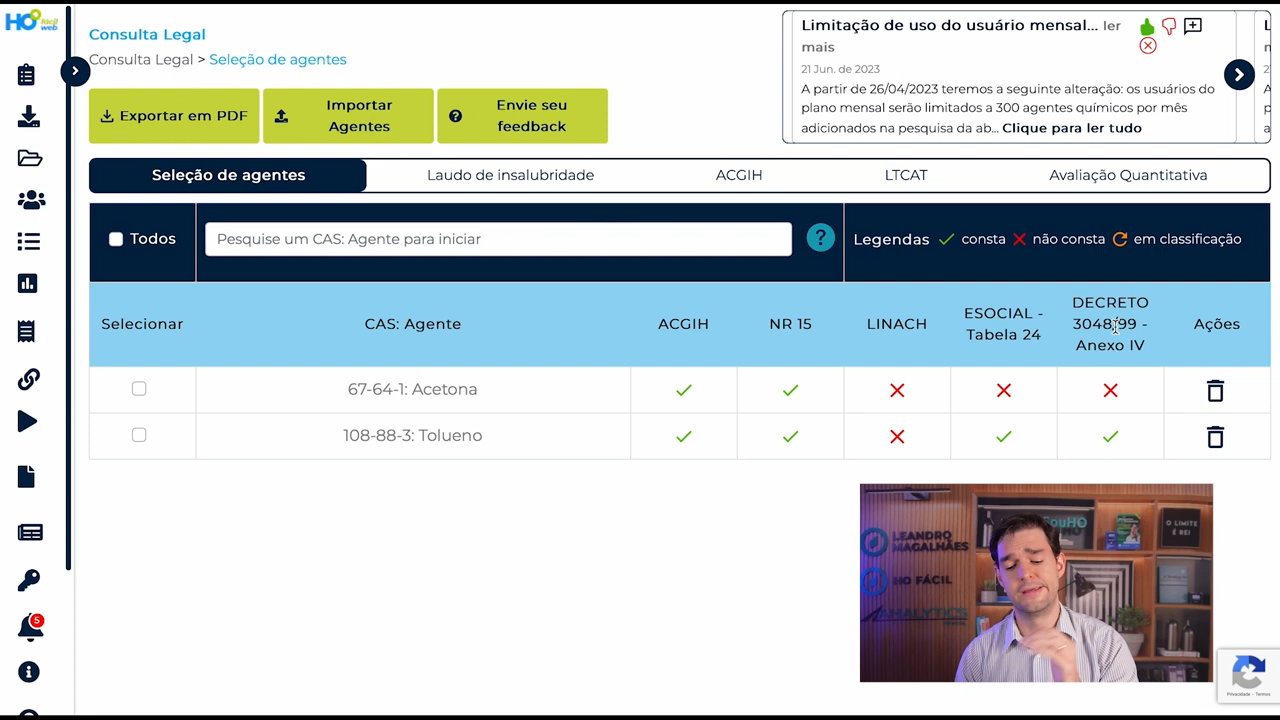 HO fácil web
Consulta Legal
Consulta Legal > Seleção de agentes
Exportar em PDF
Importar
Agentes
Envie seu
feedback
Limitação de uso do usuário mensal... ler
mais
21 Jun. de 2023
A partir de 26/04/2023 teremos a seguinte alteração: os usuários do
plano mensal serão limitados a 300 agentes químicos por mês
adicionados na pesquisa da ab... Clique para ler tudo
Seleção de agentes
Laudo de insalubridade
ACGIH
LTCAT
Avaliação Quantitativa
Todos
Pesquise um CAS: Agente para iniciar
?
Legendas consta não consta em classificação
Selecionar
CAS: Agente
ACGIH
NR 15
LINACH
ESOCIAL -
Tabela 24
DECRETO
3048/99 -
Anexo IV
Ações
67-64-1: Acetona
108-88-3: Tolueno
5
LEANDRO
MAGALHÃES
HO FÁCIL
ANALYTICS
SouHO
O LIMITE
É REI
Privacidade - Termos